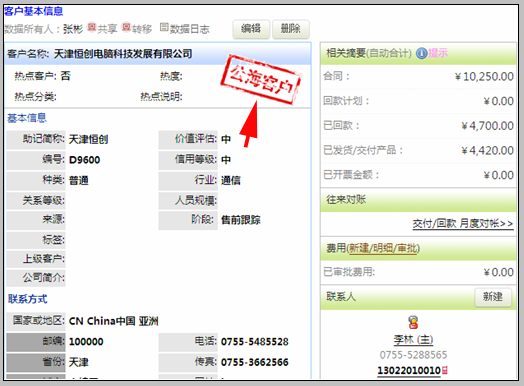 客户基本信息
数据所有人：张彬 共享 转移 数据日志 编辑 删除
客户名称: 天津恒创电脑科技发展有限公司
热点客户: 否 热度:
热点分类: 热点说明:
公海客户
基本信息
助记简称: 天津恒创 价值评估: 中
编号: D9600 信用等级: 中
种类: 普通 行业: 通信
关系等级: 人员规模:
来源: 阶段: 售前跟踪
标签:
上级客户:
公司简介:
联系方式
国家或地区: CN China中国 亚洲
邮编: 100000 电话: 0755-5485528
省份: 天津 传真: 0755-3662566
相关摘要(自动合计) 提示
合同： ￥10,250.00
回款计划： ￥0.00
已回款： ￥4,700.00
已发货/交付产品： ￥4,420.00
已开票金额： ￥0.00
往来对账
交付/回款 月度对帐>>
费用(新建/明细/审批)
已审批费用: ￥0.00
联系人 新建
李林 (主)
0755-5288565
13022010010